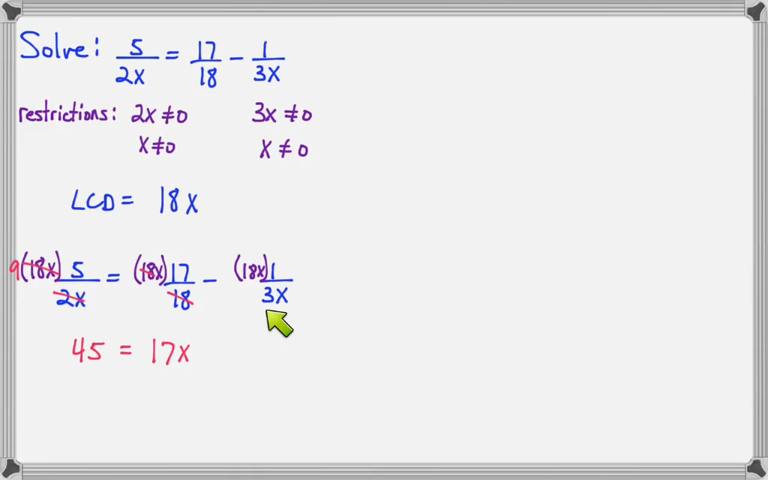 Solve: 5/2x = 17/18 - 1/3x
restrictions: 2x ≠ 0 3x ≠ 0
x ≠ 0 x ≠ 0
LCD = 18x
9(18x) 5/2x = (18x) 17/18 - (18x) 1/3x
45 = 17x